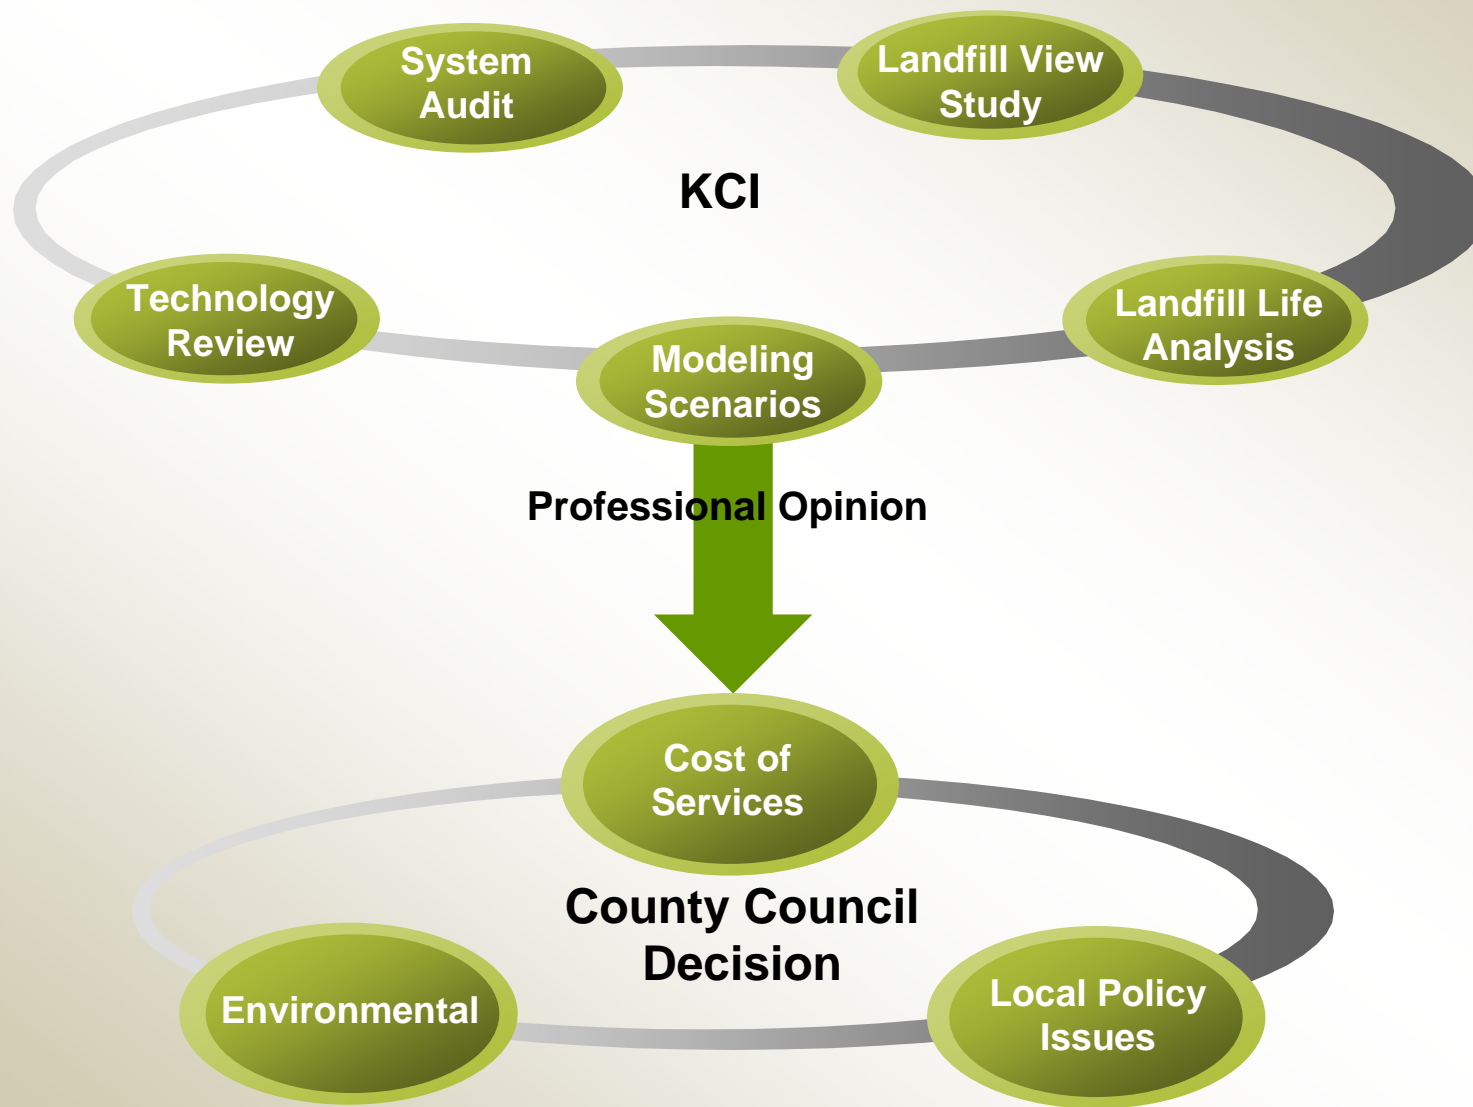 System
Audit
Landfill View
Study
KCI
Technology
Review
Modeling
Scenarios
Landfill Life
Analysis
Professional Opinion
Cost of
Services
County Council
Decision
Environmental
Local Policy
Issues